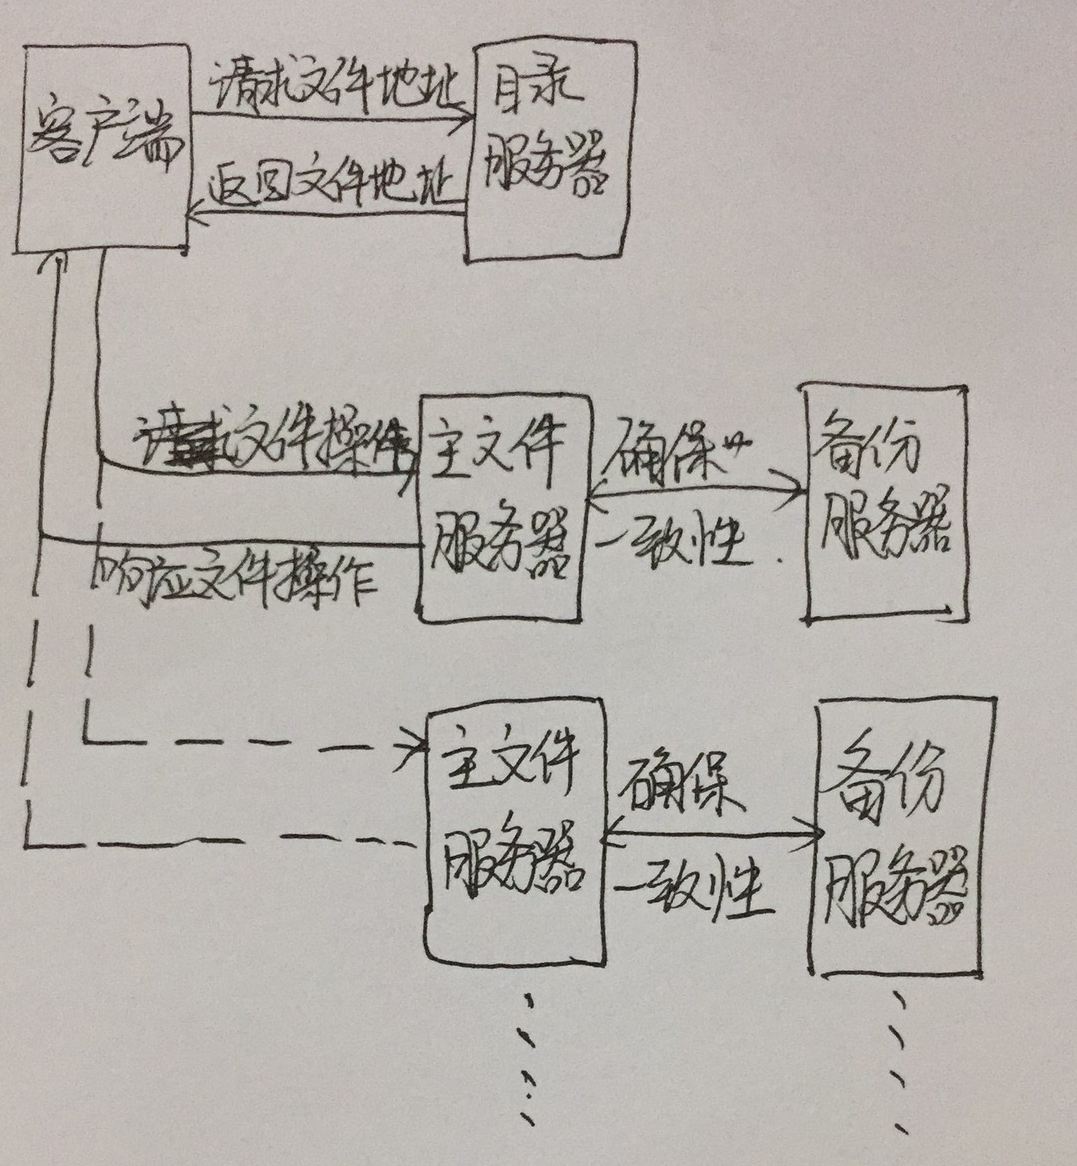 客户端
请求文件地址
返回文件地址
目录
服务器
请求文件操作
响应文件操作
主文件
服务器
确保
一致性.
备份
服务器
主文件
服务器
确保
一致性
备份
服务器